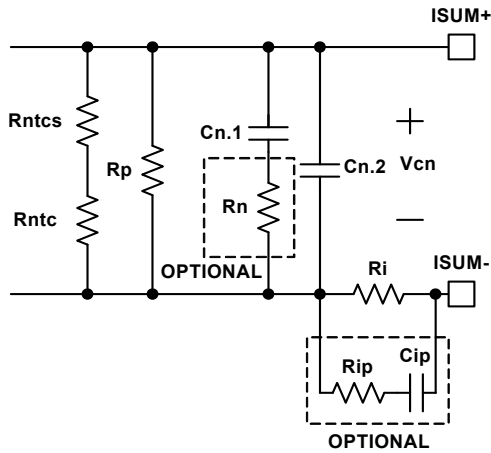 ISUM+
Rntcs
Cn.1
+
Rp
Cn.2
Vcn
Rn
Rntc
–
OPTIONAL
Ri
ISUM-
Rip
Cip
OPTIONAL